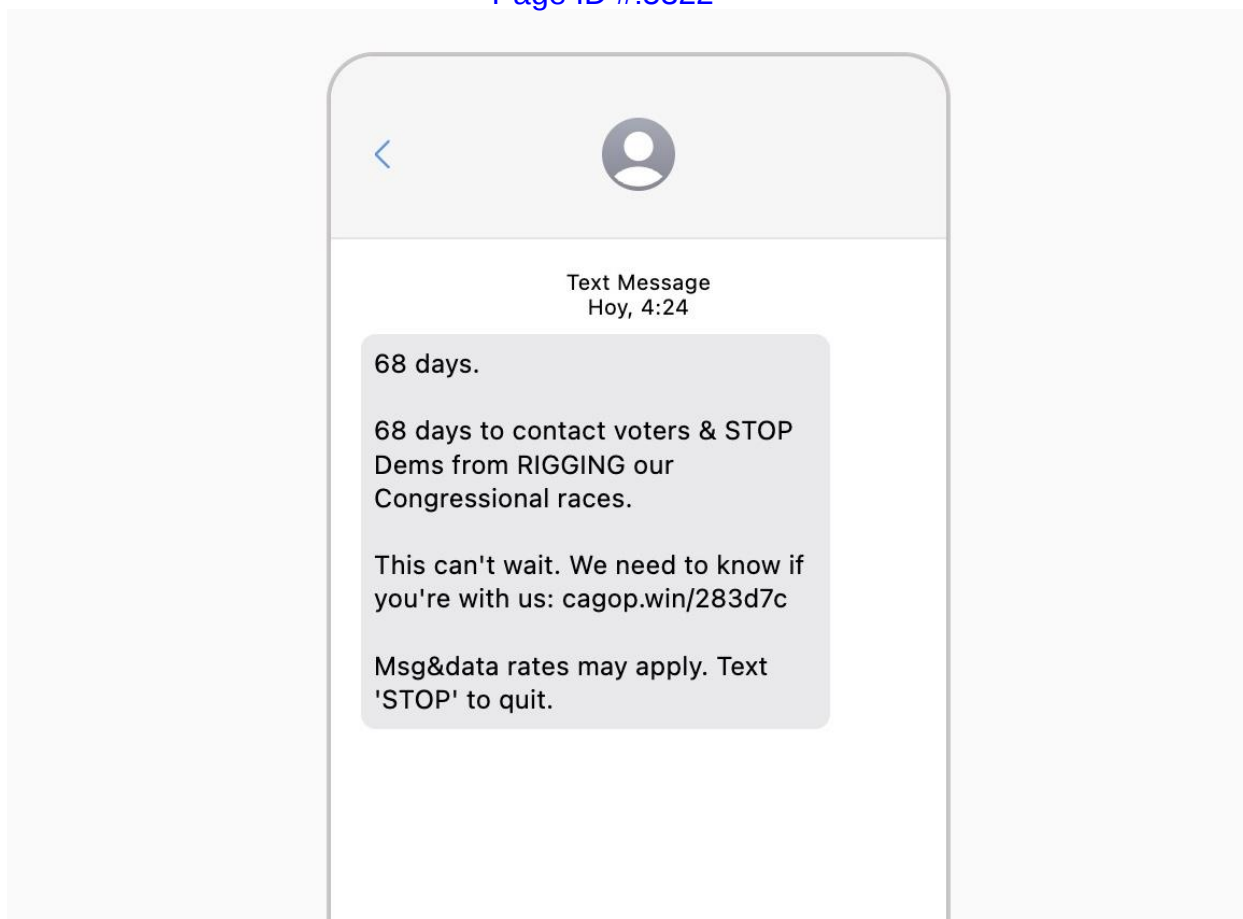 Text Message
Hoy, 4:24
68 days.
68 days to contact voters & STOP
Dems from RIGGING our
Congressional races.
This can't wait. We need to know if
you're with us: cagop.win/283d7c
Msg&data rates may apply. Text
'STOP' to quit.